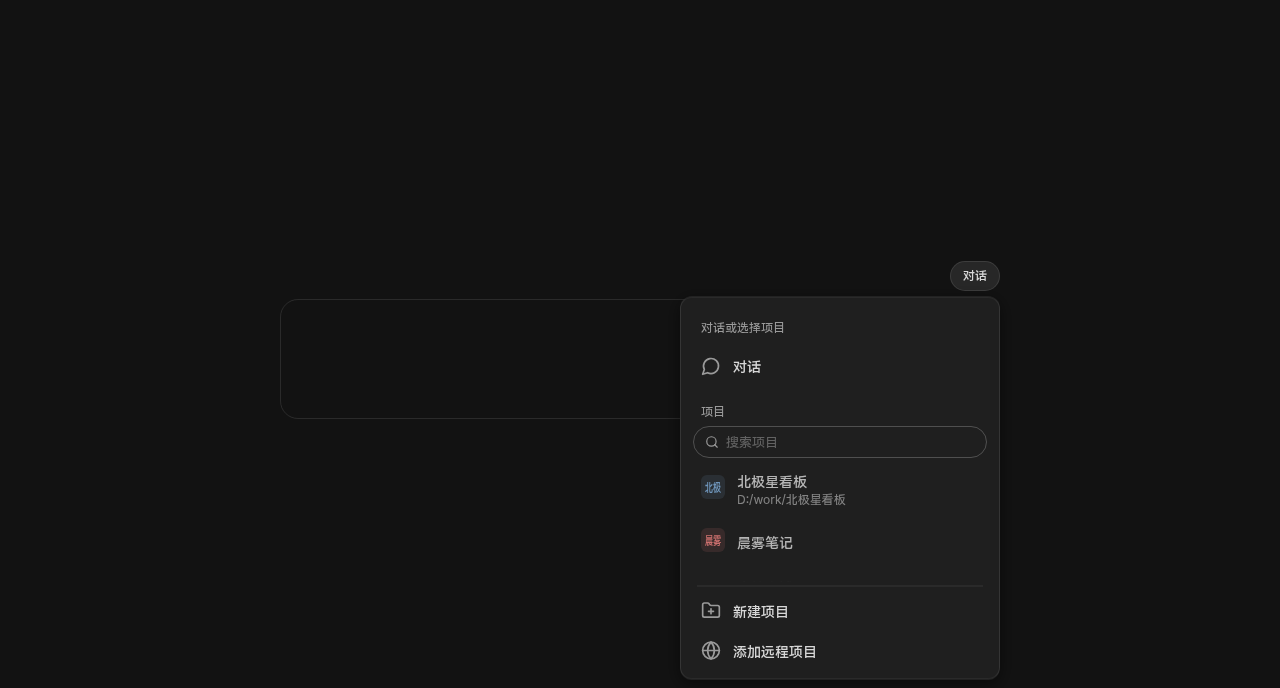 对话
对话或选择项目
对话
项目
搜索项目
北极
北极星看板
D:/work/北极星看板
晨雾
晨雾笔记
新建项目
添加远程项目